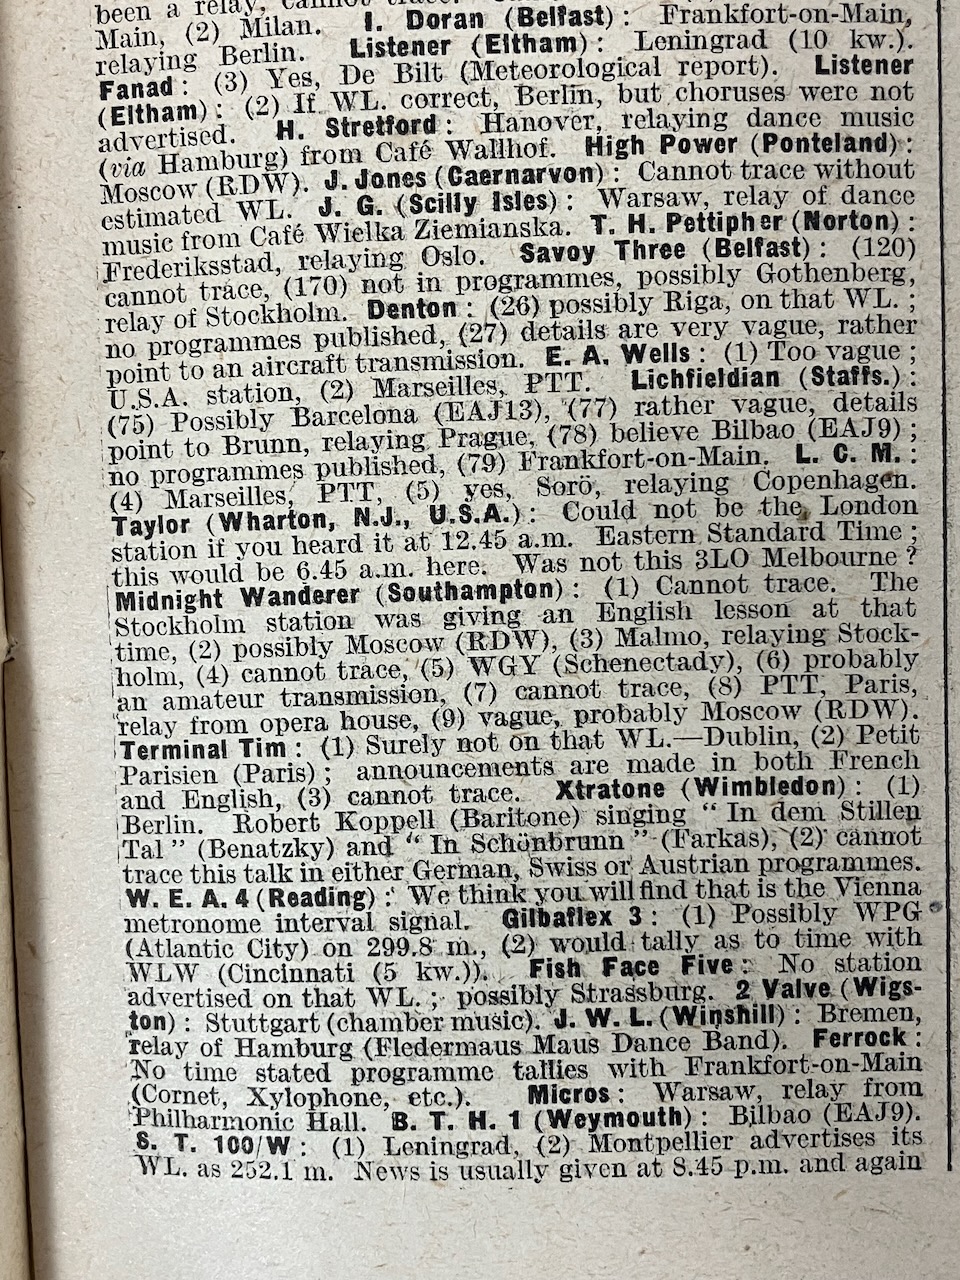 been a relay, cannot trace.
Main, (2) Milan. I. Doran (Belfast): Frankfort-on-Main,
relaying Berlin. Listener (Eltham): Leningrad (10 kw.).
Fanad: (3) Yes, De Bilt (Meteorological report). Listener
(Eltham): (2) If WL. correct, Berlin, but choruses were not
advertised. H. Stretford: Hanover, relaying dance music
(via Hamburg) from Café Wallhof. High Power (Ponteland):
Moscow (RDW). J. Jones (Caernarvon): Cannot trace without
estimated WL. J. G. (Scilly Isles): Warsaw, relay of dance
music from Café Wielka Ziemianska. T. H. Pettipher (Norton):
Frederiksstad, relaying Oslo. Savoy Three (Belfast): (120)
cannot trace, (170) not in programmes, possibly Gothenberg,
relay of Stockholm. Denton: (26) possibly Riga, on that WL.;
no programmes published, (27) details are very vague, rather
point to an aircraft transmission. E. A. Wells: (1) Too vague;
U.S.A. station, (2) Marseilles, PTT. Lichfieldian (Staffs.):
(75) Possibly Barcelona (EAJ13), (77) rather vague, details
point to Brunn, relaying Prague, (78) believe Bilbao (EAJ9);
no programmes published, (79) Frankfort-on-Main. L. C. M.:
(4) Marseilles, PTT, (5) yes, Sorö, relaying Copenhagen.
Taylor (Wharton, N.J., U.S.A.): Could not be the London
station if you heard it at 12.45 a.m. Eastern Standard Time;
this would be 6.45 a.m. here. Was not this 3LO Melbourne?
Midnight Wanderer (Southampton): (1) Cannot trace. The
Stockholm station was giving an English lesson at that
time, (2) possibly Moscow (RDW), (3) Malmo, relaying Stock-
holm, (4) cannot trace, (5) WGY (Schenectady), (6) probably
an amateur transmission, (7) cannot trace, (8) PTT, Paris,
relay from opera house, (9) vague, probably Moscow (RDW).
Terminal Tim: (1) Surely not on that WL.—Dublin, (2) Petit
Parisien (Paris); announcements are made in both French
and English, (3) cannot trace. Xtratone (Wimbledon): (1)
Berlin. Robert Koppell (Baritone) singing "In dem Stillen
Tal" (Benatzky) and "In Schönbrunn" (Farkas), (2) cannot
trace this talk in either German, Swiss or Austrian programmes.
W. E. A. 4 (Reading): We think you will find that is the Vienna
metronome interval signal. Gilbaflex 3: (1) Possibly WPG
(Atlantic City) on 299.8 m., (2) would tally as to time with
WLW (Cincinnati (5 kw.)). Fish Face Five: No station
advertised on that WL.; possibly Strassburg. 2 Valve (Wigs-
ton): Stuttgart (chamber music). J. W. L. (Winshill): Bremen,
relay of Hamburg (Fledermaus Maus Dance Band). Ferrock:
No time stated programme tallies with Frankfort-on-Main
(Cornet, Xylophone, etc.). Micros: Warsaw, relay from
Philharmonic Hall. B. T. H. 1 (Weymouth): Bilbao (EAJ9).
S. T. 100/W: (1) Leningrad, (2) Montpellier advertises its
WL. as 252.1 m. News is usually given at 8.45 p.m. and again